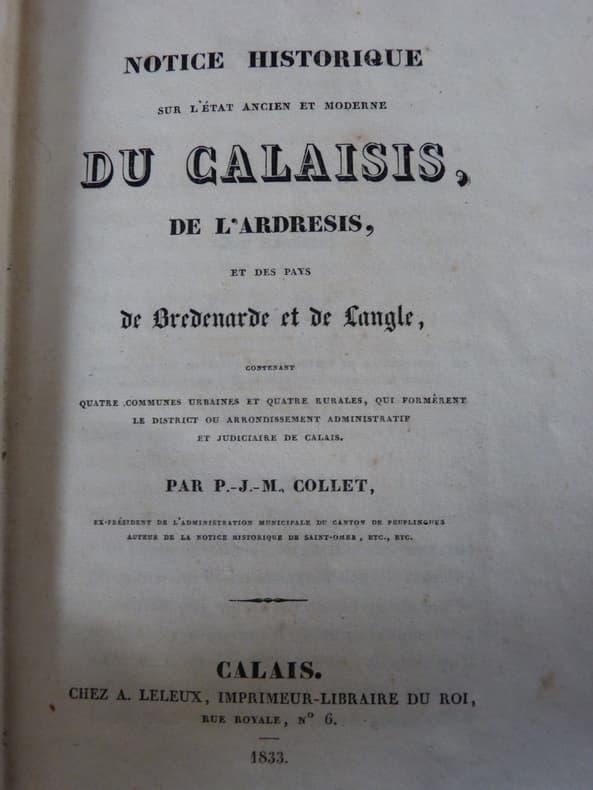 NOTICE HISTORIQUE
SUR L'ÉTAT ANCIEN ET MODERNE
DU CALAISIS,
DE L'ARDRESIS,
ET DES PAYS
de Bredenarde et de Langle,
CONTENANT
QUATRE COMMUNES URBAINES ET QUATRE RURALES, QUI FORMÈRENT
LE DISTRICT OU ARRONDISSEMENT ADMINISTRATIF
ET JUDICIAIRE DE CALAIS.
PAR P.-J.-M. COLLET,
EX-PRÉSIDENT DE L'ADMINISTRATION MUNICIPALE DU CANTON DE PEUPLINGUES
AUTEUR DE LA NOTICE HISTORIQUE DE SAINT-OMER, ETC., ETC.
CALAIS.
CHEZ A. LELEUX, IMPRIMEUR-LIBRAIRE DU ROI,
RUE ROYALE, N° 6.
1833.